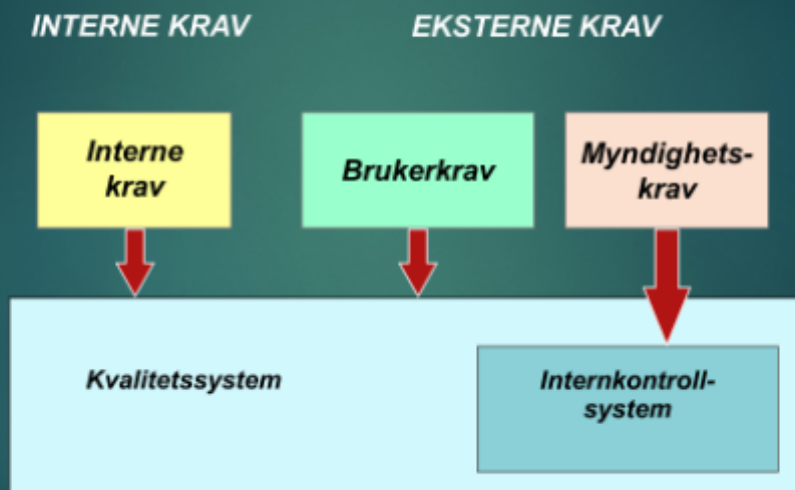 INTERNE KRAV
EKSTERNE KRAV
Interne
krav
Brukerkrav
Myndighets-
krav
Kvalitetssystem
Internkontroll-
system